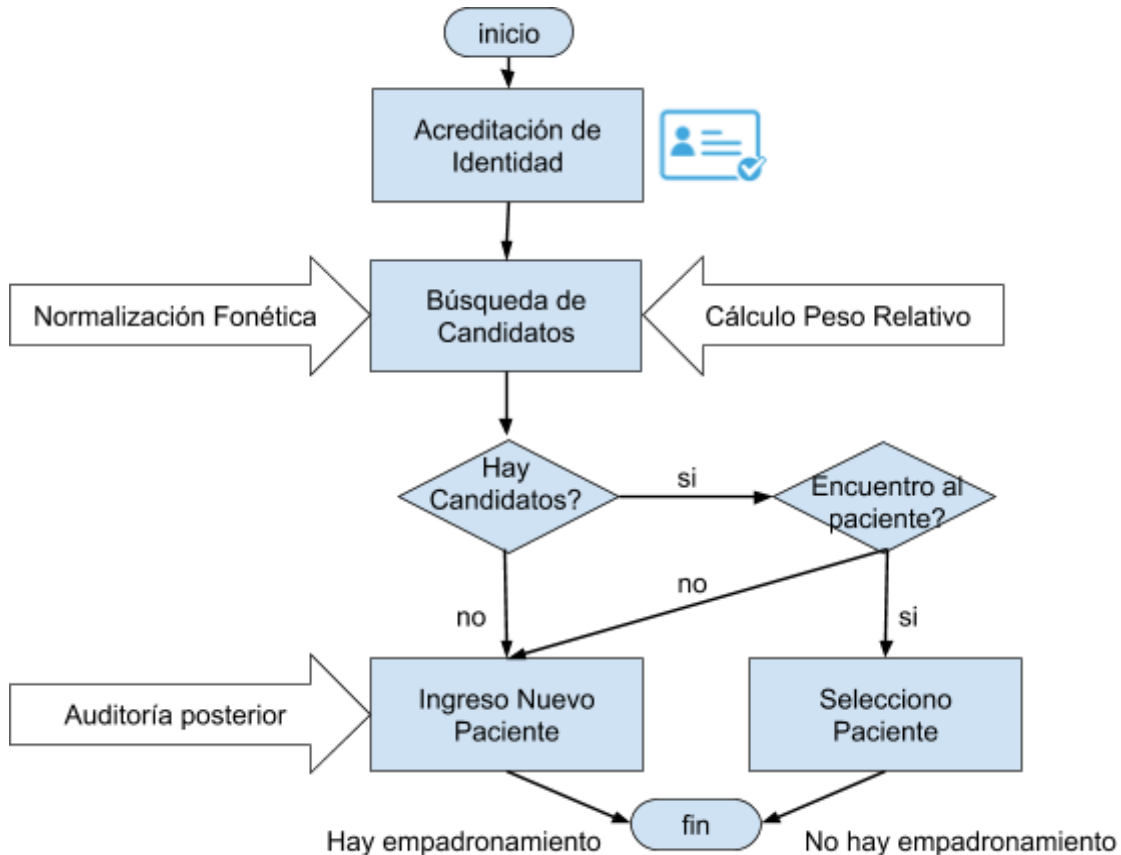 inicio
Acreditación de
Identidad
Normalización Fonética
Búsqueda de
Candidatos
Cálculo Peso Relativo
Hay
Candidatos?
si
Encuentro al
paciente?
no
no
si
Auditoría posterior
Ingreso Nuevo
Paciente
Selecciono
Paciente
Hay empadronamiento
fin
No hay empadronamiento